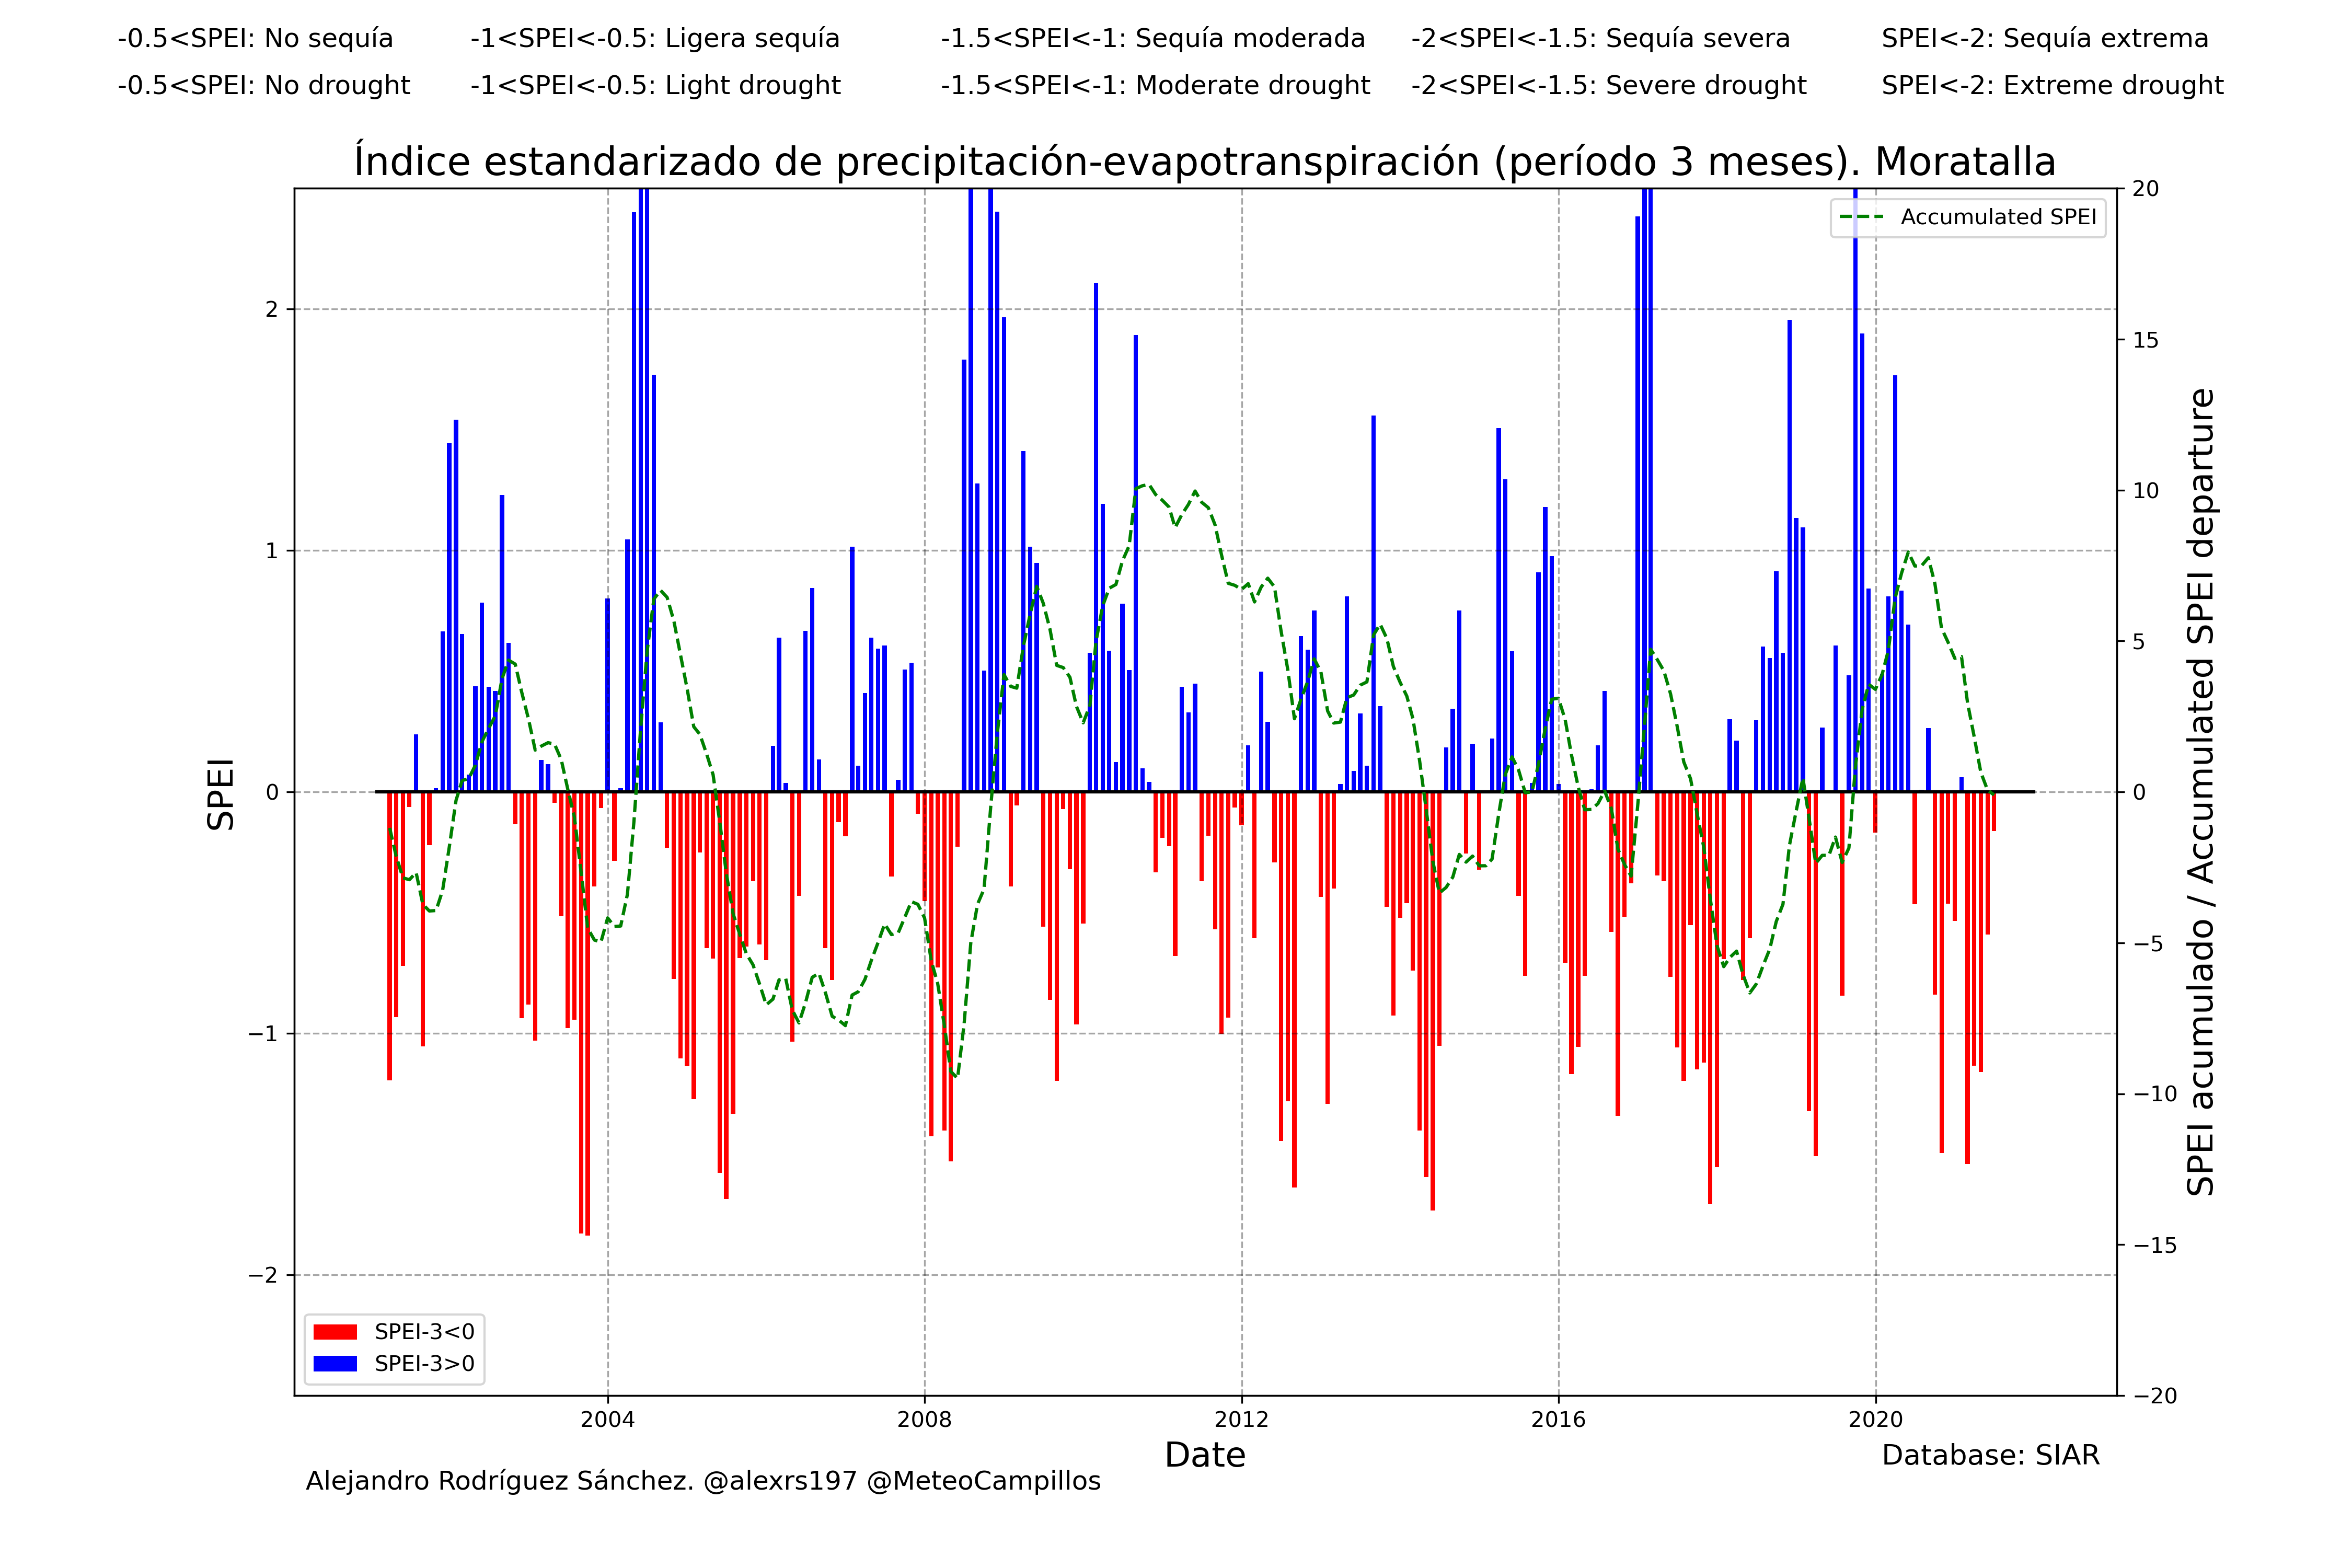 -0.5<SPEI: No sequía -1<SPEI<-0.5: Ligera sequía -1.5<SPEI<-1: Sequía moderada -2<SPEI<-1.5: Sequía severa SPEI<-2: Sequía extrema
-0.5<SPEI: No drought -1<SPEI<-0.5: Light drought -1.5<SPEI<-1: Moderate drought -2<SPEI<-1.5: Severe drought SPEI<-2: Extreme drought
Índice estandarizado de precipitación-evapotranspiración (período 3 meses). Moratalla
Accumulated SPEI
SPEI
2
1
0
−1
−2
20
15
10
5
0
−5
−10
−15
−20
SPEI acumulado / Accumulated SPEI departure
SPEI-3<0
SPEI-3>0
2004 2008 2012 2016 2020
Date
Database: SIAR
Alejandro Rodríguez Sánchez. @alexrs197 @MeteoCampillos